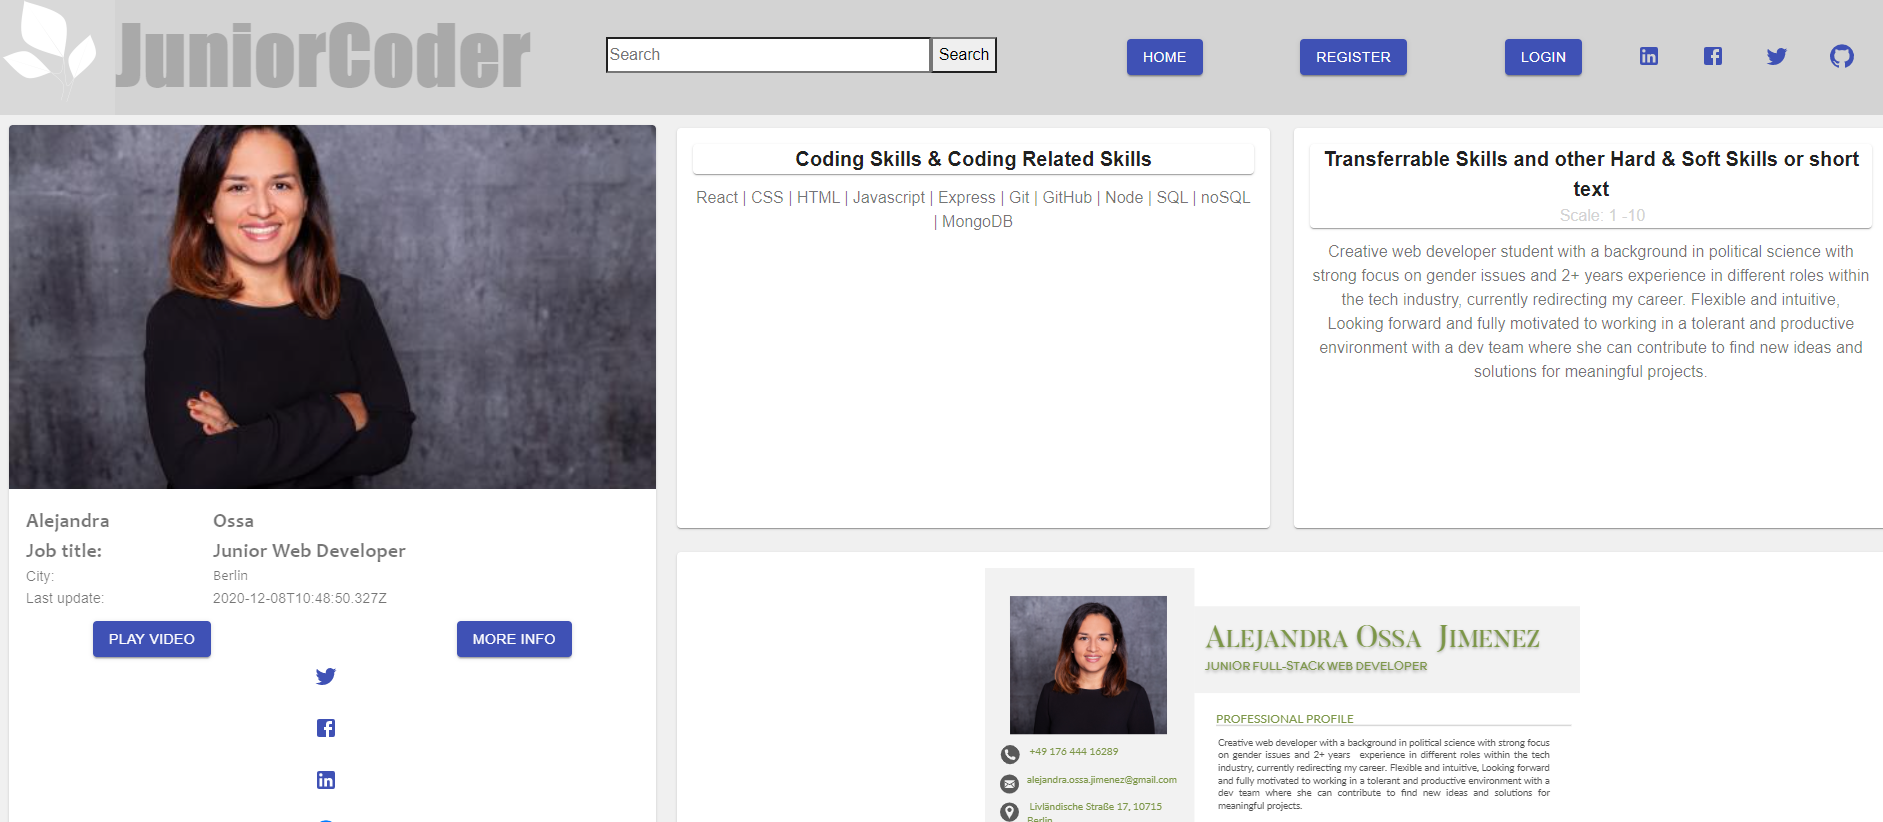 JuniorCoder
Search
Search
HOME
REGISTER
LOGIN
Alejandra Ossa
Job title: Junior Web Developer
City: Berlin
Last update: 2020-12-08T10:48:50.327Z
PLAY VIDEO
MORE INFO
Coding Skills & Coding Related Skills
React | CSS | HTML | Javascript | Express | Git | GitHub | Node | SQL | noSQL
| MongoDB
Transferrable Skills and other Hard & Soft Skills or short
text
Scale: 1 -10
Creative web developer student with a background in political science with
strong focus on gender issues and 2+ years experience in different roles within
the tech industry, currently redirecting my career. Flexible and intuitive,
Looking forward and fully motivated to working in a tolerant and productive
environment with a dev team where she can contribute to find new ideas and
solutions for meaningful projects.
Alejandra Ossa Jimenez
JUNIOR FULL-STACK WEB DEVELOPER
+49 176 444 16289
alejandra.ossa.jimenez@gmail.com
Livländische Straße 17, 10715
Berlin
PROFESSIONAL PROFILE
Creative web developer with a background in political science with strong focus
on gender issues and 2+ years experience in different roles within the tech
industry, currently redirecting my career. Flexible and intuitive, Looking forward
and fully motivated to working in a tolerant and productive environment with a
dev team where she can contribute to find new ideas and solutions for
meaningful projects.